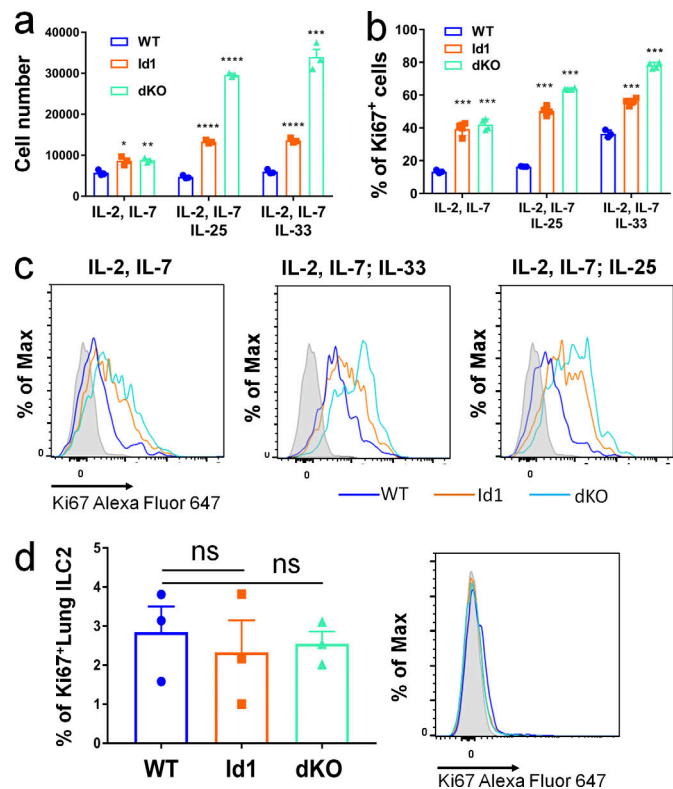 a
Cell number
40000
30000
20000
10000
0
WT
Id1
dKO
* ** **** **** **** ***
IL-2, IL-7 IL-2, IL-7 IL-2, IL-7
IL-25 IL-33
b
% of Ki67+ cells
100
80
60
40
20
0
WT
Id1
dKO
*** *** *** *** *** ***
IL-2, IL-7 IL-2, IL-7 IL-2, IL-7
IL-25 IL-33
c
IL-2, IL-7 IL-2, IL-7; IL-33 IL-2, IL-7; IL-25
% of Max % of Max % of Max
0 0 0
0 0 0
Ki67 Alexa Fluor 647
WT Id1 dKO
d
% of Ki67+Lung ILC2
5
4
3
2
1
0
ns
ns
WT Id1 dKO
% of Max
0
0
Ki67 Alexa Fluor 647